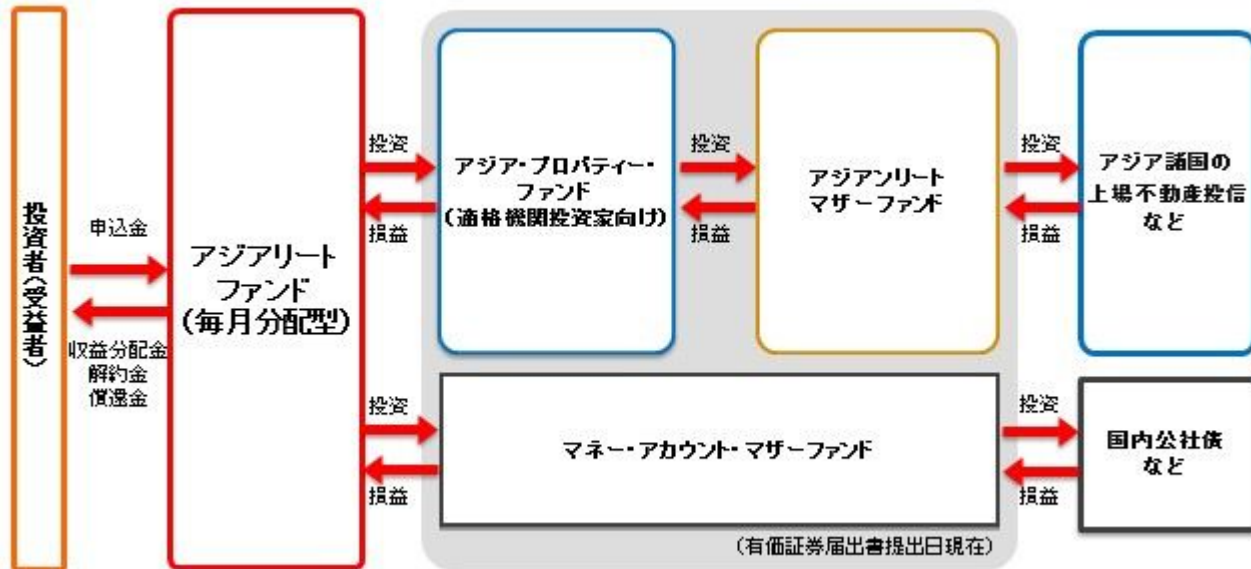 投資者(受益者)
申込金
収益分配金
解約金
償還金
アジアリート
ファンド
(毎月分配型)
投資
損益
アジア・プロパティー・
ファンド
(適格機関投資家向け)
投資
損益
アジアンリート
マザーファンド
投資
損益
アジア諸国の
上場不動産投信
など
投資
損益
マネー・アカウント・マザーファンド
投資
損益
国内公社債
など
(有価証券届出書提出日現在)